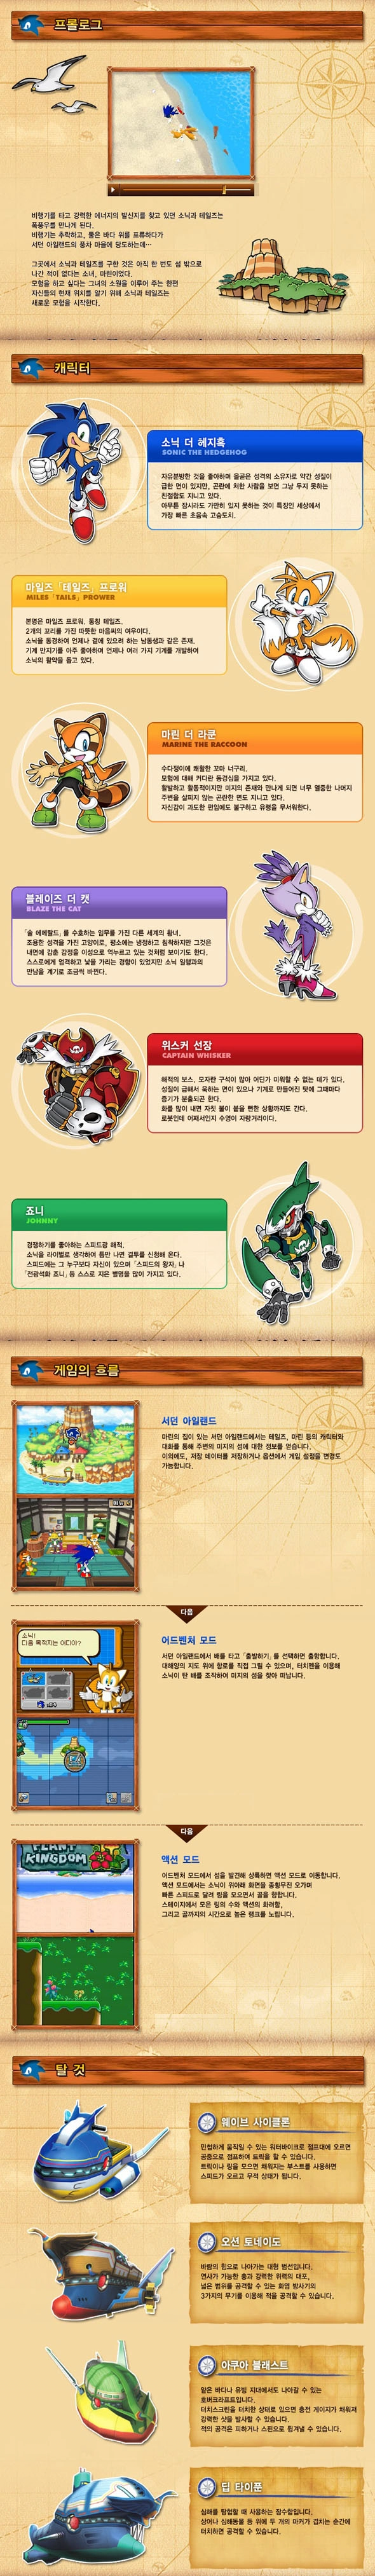 프롤로그
비행기를 타고 강력한 에너지의 발신지를 찾고 있던 소닉과 테일즈는
폭풍우를 만나게 된다.
비행기는 추락하고, 둘은 바다 위를 표류하다가
서던 아일랜드의 풍차 마을에 당도하는데…
그곳에서 소닉과 테일즈를 구한 것은 아직 한 번도 섬 밖으로
나간 적이 없다는 소녀, 마린이었다.
모험을 하고 싶다는 그녀의 소원을 이루어 주는 한편
자신들의 현재 위치를 알기 위해 소닉과 테일즈는
새로운 모험을 시작한다.
캐릭터
소닉 더 헤지혹
SONIC THE HEDGEHOG
자유분방한 것을 좋아하며 올곧은 성격의 소유자로 약간 성질이
급한 면이 있지만, 곤란에 처한 사람을 보면 그냥 두지 못하는
친절함도 지니고 있다.
아무튼 잠시라도 가만히 있지 못하는 것이 특징인 세상에서
가장 빠른 초음속 고슴도치.
마일즈「테일즈」프로워
MILES「TAILS」PROWER
본명은 마일즈 프로워, 통칭 테일즈.
2개의 꼬리를 가진 따뜻한 마음씨의 여우이다.
소닉을 동경하여 언제나 곁에 있으려 하는 남동생과 같은 존재.
기계 만지기를 아주 좋아하며 언제나 여러 가지 기계를 개발하여
소닉의 활약을 돕고 있다.
마린 더 라쿤
MARINE THE RACCOON
수다쟁이에 쾌활한 꼬마 너구리.
모험에 대해 커다란 동경심을 가지고 있다.
활발하고 활동적이지만 미지의 존재와 만나게 되면 너무 열중한 나머지
주변을 살피지 않는 곤란한 면도 지니고 있다.
자신감이 과도한 편임에도 불구하고 유령을 무서워한다.
블레이즈 더 캣
BLAZE THE CAT
「솔 에메랄드」를 수호하는 임무를 가진 다른 세계의 황녀.
조용한 성격을 가진 고양이로, 평소에는 냉정하고 침착하지만 그것은
내면에 감춘 감정을 이성으로 억누르고 있는 것처럼 보이기도 한다.
스스로에게 엄격하고 낯을 가리는 경향이 있었지만 소닉 일행과의
만남을 계기로 조금씩 바뀐다.
위스커 선장
CAPTAIN WHISKER
해적의 보스. 모자란 구석이 많아 어딘가 미워할 수 없는 데가 있다.
성질이 급해서 욱하는 면이 있으나 기계로 만들어진 탓에 그때마다
증기가 분출되곤 한다.
화를 많이 내면 자칫 불이 붙을 뻔한 상황까지도 간다.
로봇인데 어째서인지 수염이 자랑거리이다.
죠니
JOHNNY
경쟁하기를 좋아하는 스피드광 해적.
소닉을 라이벌로 생각하여 틈만 나면 결투를 신청해 온다.
스피드에는 그 누구보다 자신이 있으며「스피드의 왕자」나
「전광석화 죠니」등 스스로 지은 별명을 많이 가지고 있다.
게임의 흐름
서던 아일랜드
마린의 집이 있는 서던 아일랜드에서는 테일즈, 마린 등의 캐릭터와
대화를 통해 주변의 미지의 섬에 대한 정보를 얻습니다.
이외에도, 저장 데이터를 저장하거나 옵션에서 게임 설정을 변경도
가능합니다.
다음
소닉!
다음 목적지는 어디야?
어드벤처 모드
서던 아일랜드에서 배를 타고「출발하기」를 선택하면 출항합니다.
대해양의 지도 위에 항로를 직접 그릴 수 있으며, 터치펜을 이용해
소닉이 탄 배를 조작하여 미지의 섬을 찾아 떠납니다.
다음
PLANT
KINGDOM
액션 모드
어드벤처 모드에서 섬을 발견해 상륙하면 액션 모드로 이동합니다.
액션 모드에서는 소닉이 위아래 화면을 종횡무진 오가며
빠른 스피드로 달려 링을 모으면서 골을 향합니다.
스테이지에서 모은 링의 수와 액션의 화려함,
그리고 골까지의 시간으로 높은 랭크를 노립니다.
탈 것
웨이브 사이클론
민첩하게 움직일 수 있는 워터바이크로 점프대에 오르면
공중으로 점프하여 트릭을 할 수 있습니다.
트릭이나 링을 모으면 채워지는 부스트를 사용하면
스피드가 오르고 무적 상태가 됩니다.
오션 토네이도
바람의 힘으로 나아가는 대형 범선입니다.
연사가 가능한 총과 강력한 위력의 대포,
넓은 범위를 공격할 수 있는 화염 방사기의
3가지의 무기를 이용해 적을 공격할 수 있습니다.
아쿠아 블래스트
얕은 바다나 유빙 지대에서도 나아갈 수 있는
호버크라프트입니다.
터치스크린을 터치한 상태로 있으면 충전 게이지가 채워져
강력한 샷을 발사할 수 있습니다.
적의 공격은 피하거나 스핀으로 튕겨낼 수 있습니다.
딥 타이푼
심해를 탐험할 때 사용하는 잠수함입니다.
상어나 심해동물 등 위에 두 개의 마커가 겹치는 순간에
터치하면 공격할 수 있습니다.